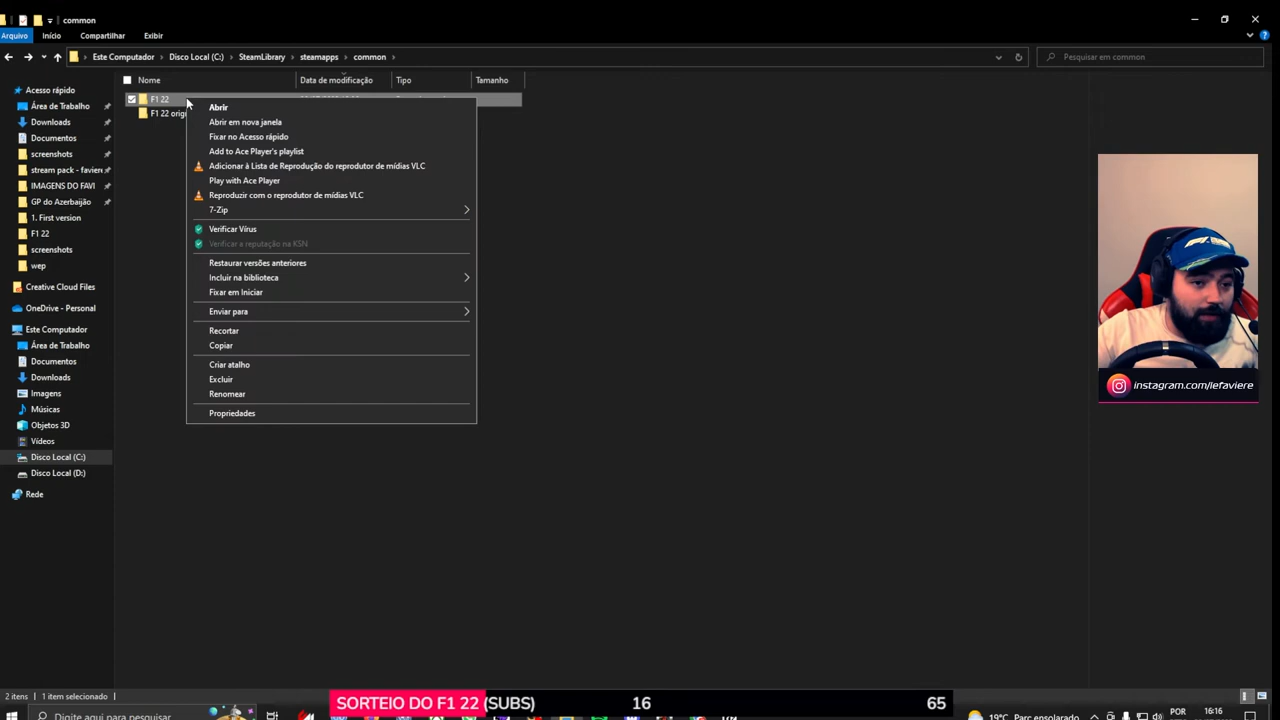 common
Arquivo Início Compartilhar Exibir
Este Computador Disco Local (C:) SteamLibrary steamapps common
Pesquisar em common
Nome Data de modificação Tipo Tamanho
Acesso rápido
Área de Trabalho
Downloads
Documentos
screenshots
stream pack - faviere
IMAGENS DO FAVI
GP do Azerbaijão
1. First version
F1 22
screenshots
wep
Creative Cloud Files
OneDrive - Personal
Este Computador
Área de Trabalho
Documentos
Downloads
Imagens
Músicas
Objetos 3D
Vídeos
Disco Local (C:)
Disco Local (D:)
Rede
F1 22
F1 22 orig
Abrir
Abrir em nova janela
Fixar no Acesso rápido
Add to Ace Player's playlist
Adicionar à Lista de Reprodução do reprodutor de mídias VLC
Play with Ace Player
Reproduzir com o reprodutor de mídias VLC
7-Zip
Verificar Vírus
Verificar a reputação na KSN
Restaurar versões anteriores
Incluir na biblioteca
Fixar em Iniciar
Enviar para
Recortar
Copiar
Criar atalho
Excluir
Renomear
Propriedades
instagram.com/lefaviere
2 itens 1 item selecionado
SORTEIO DO F1 22 (SUBS) 16 65
Digite aqui para pesquisar
19°C Parc ensolarado
POR
16:16